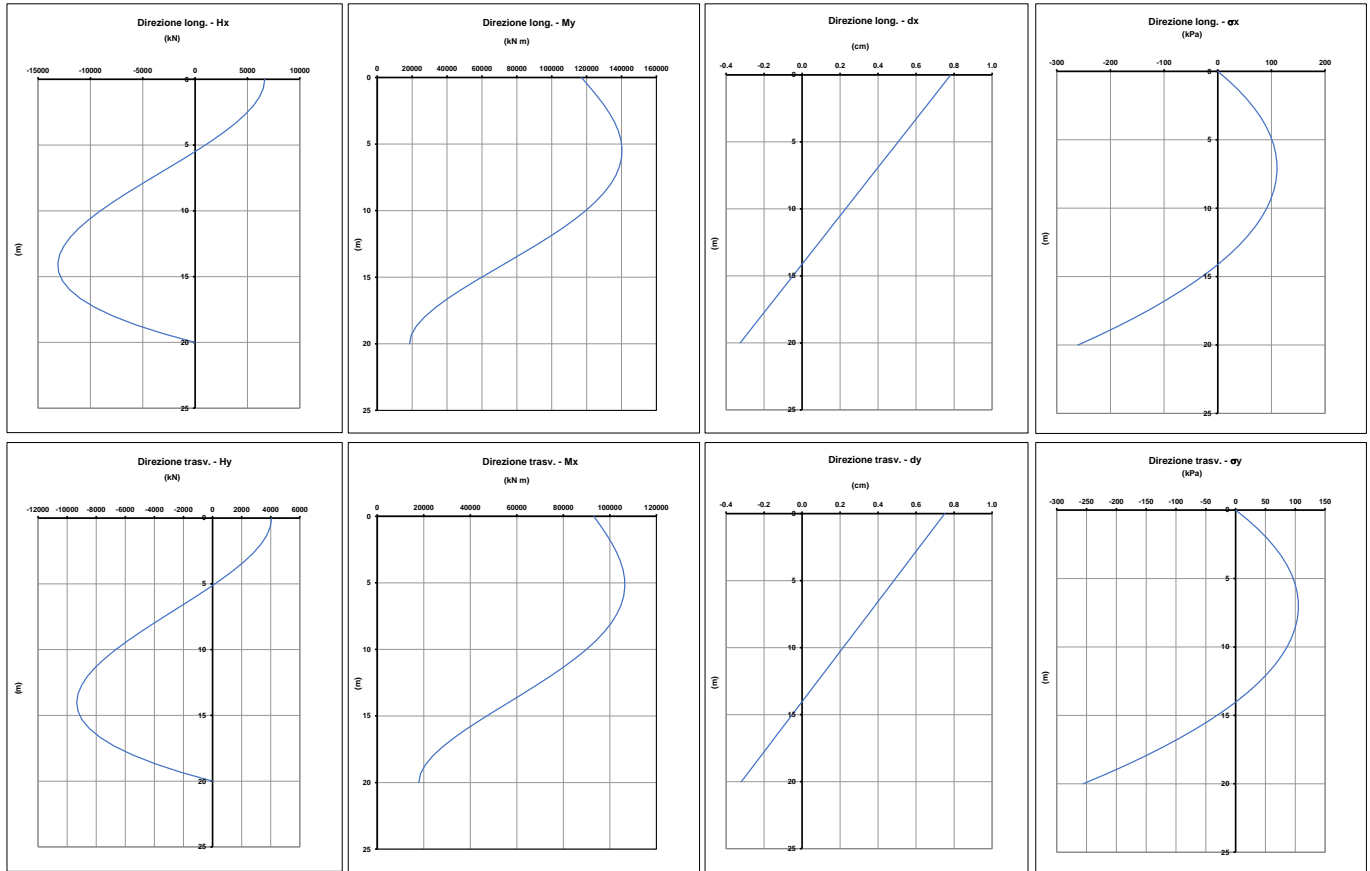 Direzione long. - Hx
(kN)
-15000 -10000 -5000 0 5000 10000
0
5
10
15
20
25
(m)
Direzione long. - My
(kN m)
0 20000 40000 60000 80000 100000 120000 140000 160000
0
5
10
15
20
25
(m)
Direzione long. - dx
(cm)
-0.4 -0.2 0.0 0.2 0.4 0.6 0.8 1.0
0
5
10
15
20
25
(m)
Direzione long. - σx
(kPa)
-300 -200 -100 0 100 200
0
5
10
15
20
25
(m)
Direzione trasv. - Hy
(kN)
-12000 -10000 -8000 -6000 -4000 -2000 0 2000 4000 6000
0
5
10
15
20
25
(m)
Direzione trasv. - Mx
(kN m)
0 20000 40000 60000 80000 100000 120000
0
5
10
15
20
25
(m)
Direzione trasv. - dy
(cm)
-0.4 -0.2 0.0 0.2 0.4 0.6 0.8 1.0
0
5
10
15
20
25
(m)
Direzione trasv. - σy
(kPa)
-300 -250 -200 -150 -100 -50 0 50 100 150
0
5
10
15
20
25
(m)